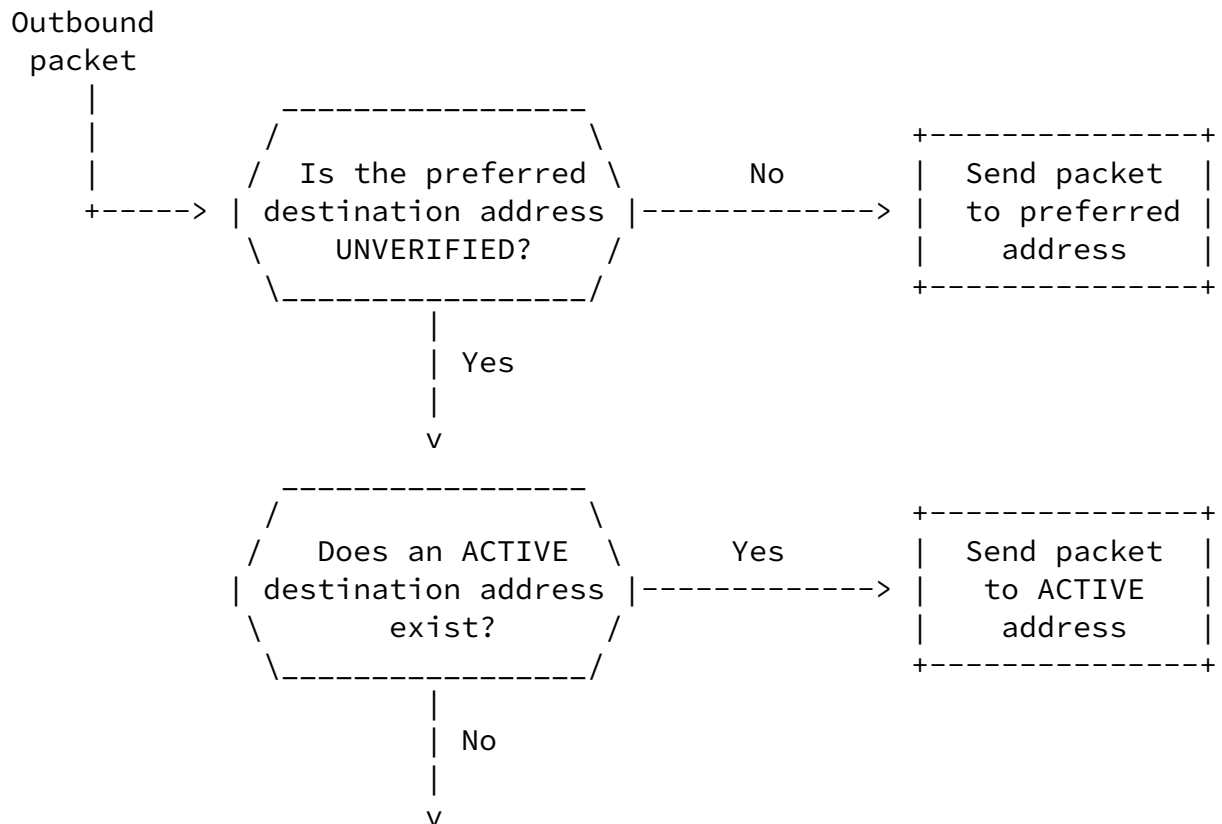 Outbound
packet
Is the preferred
destination address
UNVERIFIED?
No
Send packet
to preferred
address
Yes
Does an ACTIVE
destination address
exist?
Yes
Send packet
to ACTIVE
address
No